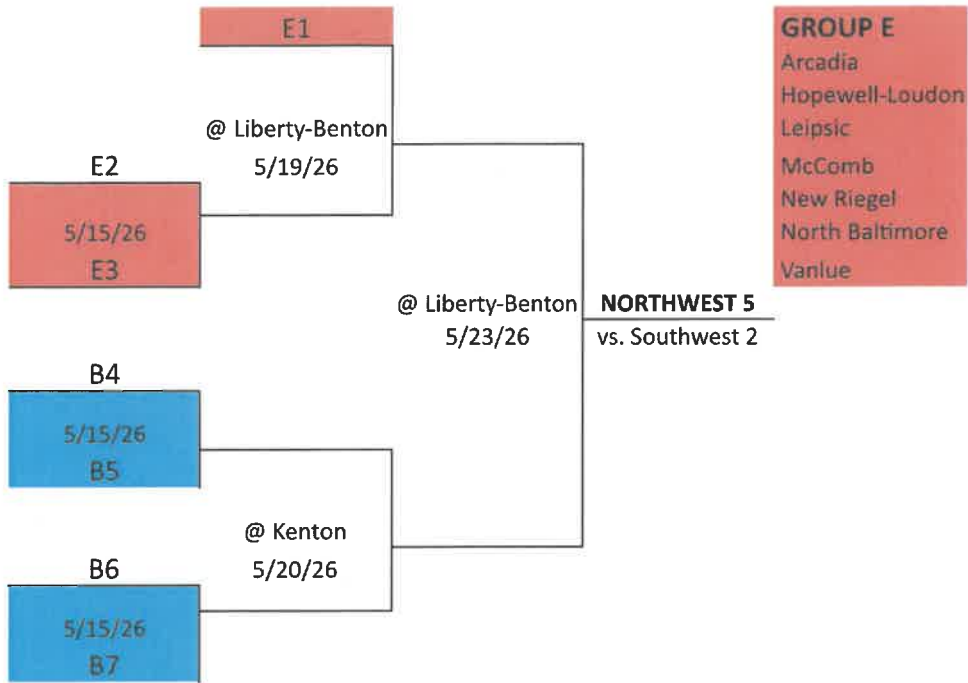 E1
@ Liberty-Benton
5/19/26
E2
5/15/26
E3
@ Liberty-Benton
5/23/26
NORTHWEST 5
vs. Southwest 2
B4
5/15/26
B5
@ Kenton
5/20/26
B6
5/15/26
B7
GROUP E
Arcadia
Hopewell-Loudon
Leipsic
McComb
New Riegel
North Baltimore
Vanlue